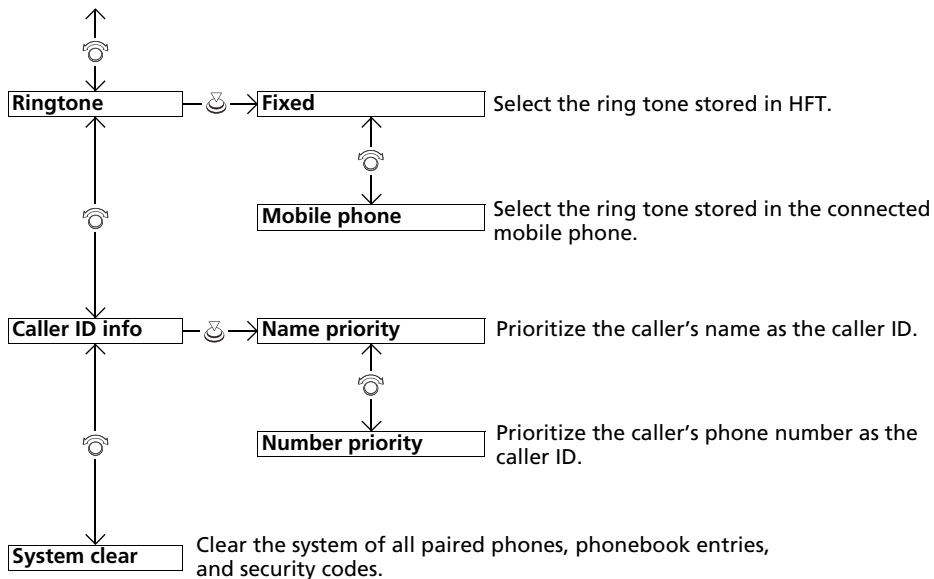 Ringtone
Fixed
Select the ring tone stored in HFT.
Mobile phone
Select the ring tone stored in the connected
mobile phone.
Caller ID info
Name priority
Prioritize the caller’s name as the caller ID.
Number priority
Prioritize the caller’s phone number as the
caller ID.
System clear
Clear the system of all paired phones, phonebook entries,
and security codes.